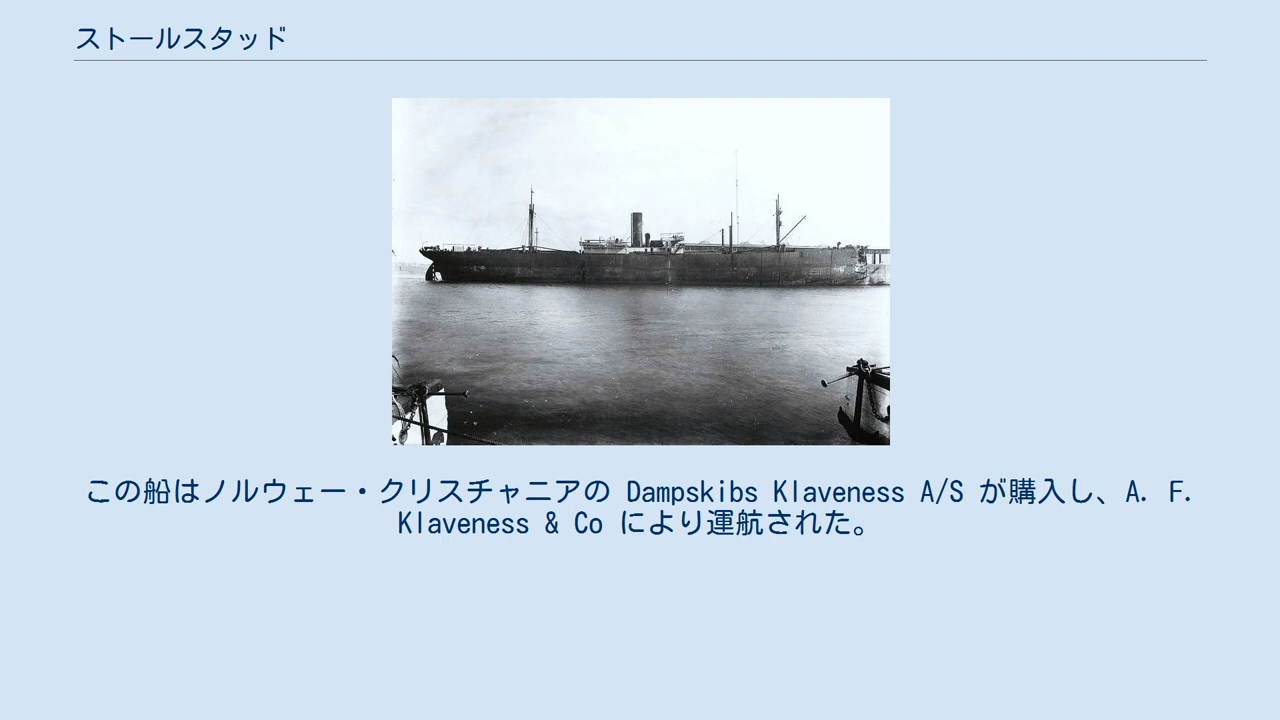 ストールスタッド
この船はノルウェー・クリスチャニアの Dampskibs Klaveness A/S が購入し、A. F.
Klaveness & Co により運航された。